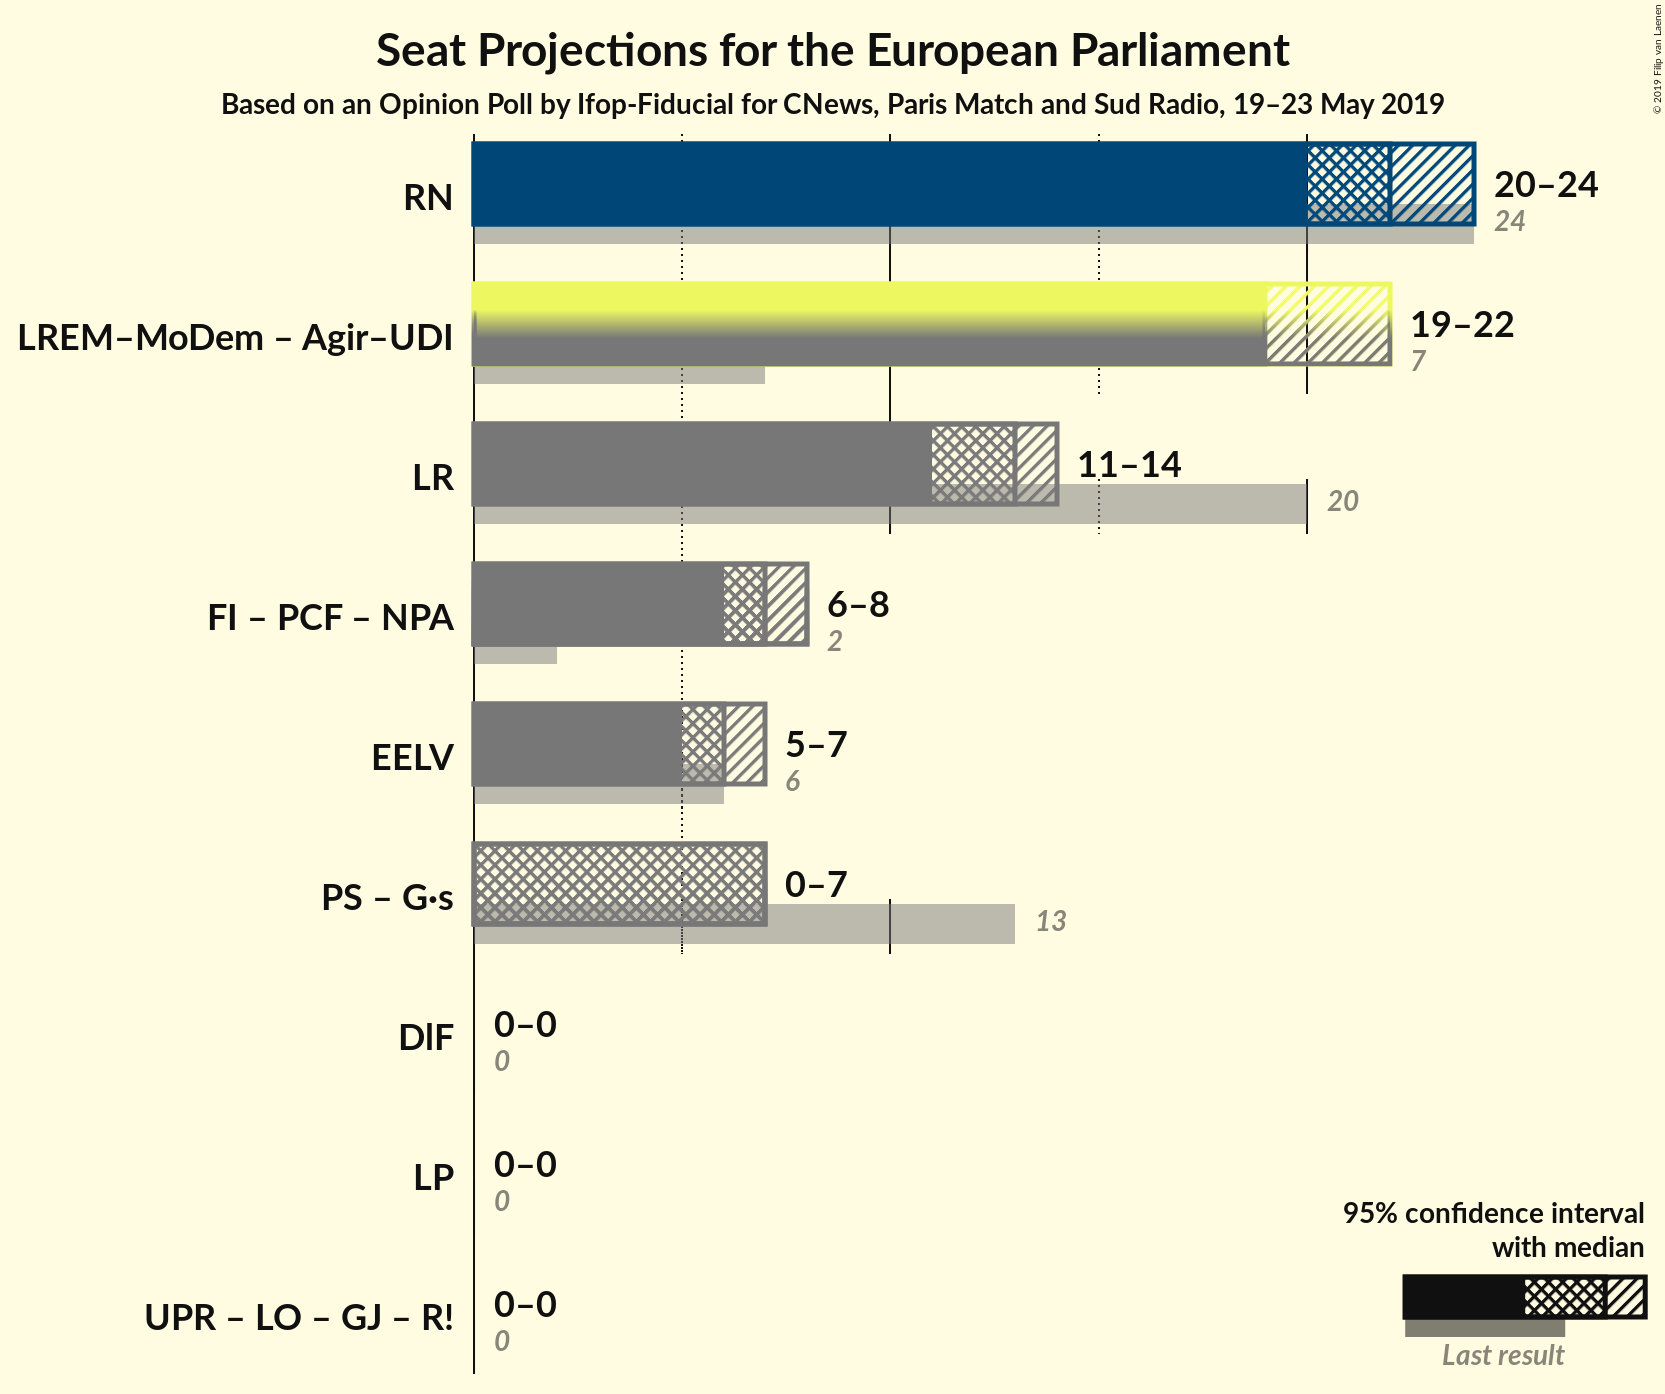 Seat Projections for the European Parliament
Based on an Opinion Poll by Ifop-Fiducial for CNews, Paris Match and Sud Radio, 19–23 May 2019
© 2019 Filip van Laenen
RN
20–24
24
LREM–MoDem – Agir–UDI
19–22
7
LR
11–14
20
FI – PCF – NPA
6–8
2
EELV
5–7
6
PS – G·s
0–7
13
DlF
0–0
0
LP
0–0
0
UPR – LO – GJ – R!
0–0
0
95% confidence interval
with median
Last result